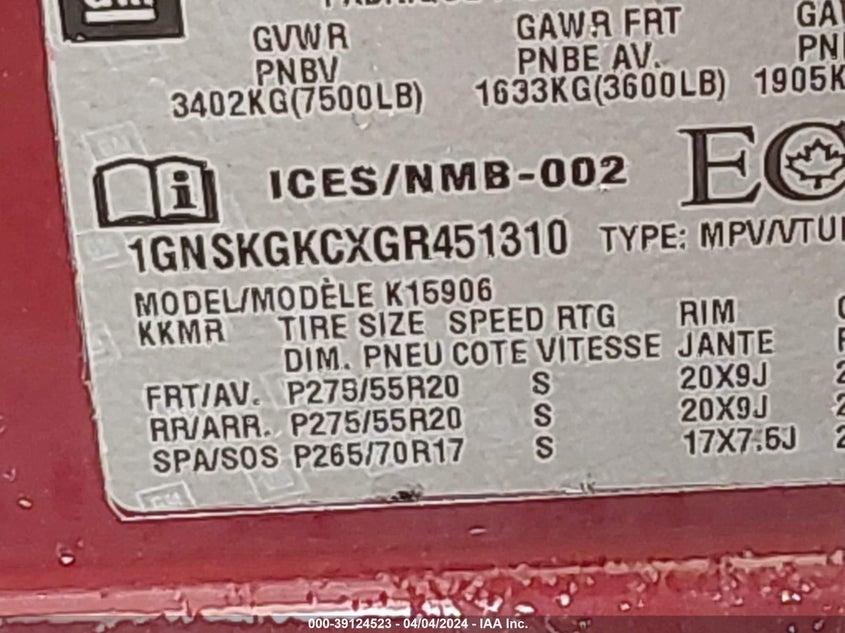 GVWR GAWR FRT
PNBV PNBE AV.
3402KG(7500LB) 1633KG(3600LB) 1905K
ICES/NMB-002 EC
1GNSKGKCXGR451310 TYPE: MPV/VTU
MODEL/MODÈLE K15906
KKMR TIRE SIZE SPEED RTG RIM
DIM. PNEU COTE VITESSE JANTE
FRT/AV. P275/55R20 S 20X9J
RR/ARR. P275/55R20 S 20X9J
SPA/SOS P265/70R17 S 17X7.5J
000-39124523 - 04/04/2024 - IAA Inc.